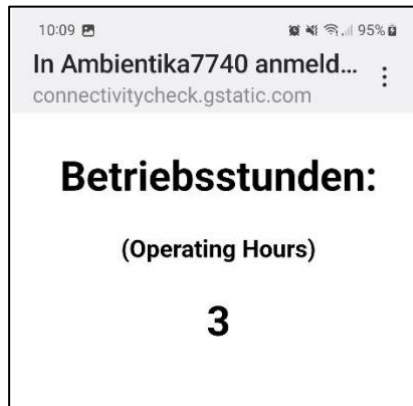 10:09 95%
In Ambientika7740 anmeld...
connectivitycheck.gstatic.com
Betriebsstunden:
(Operating Hours)
3